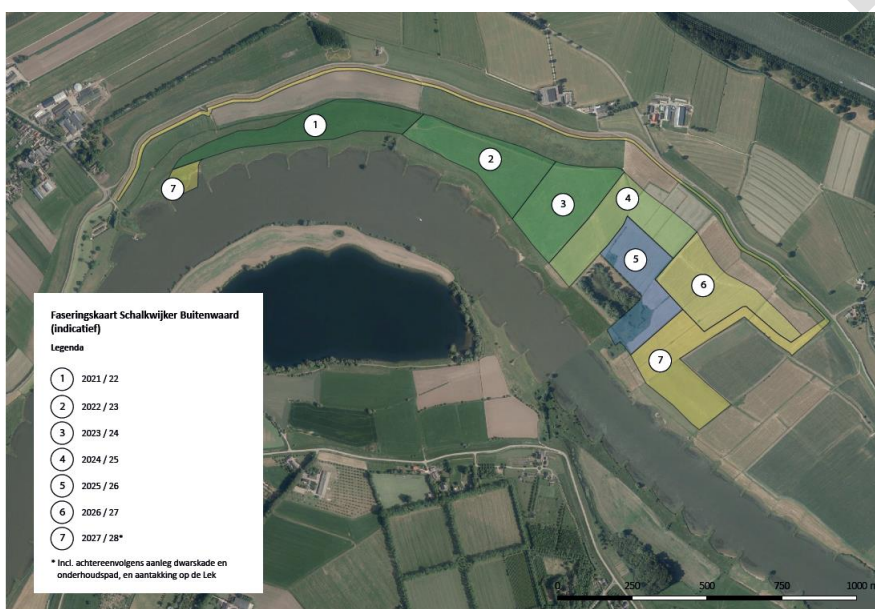 1
2
3
4
5
6
7
7
Faseringskaart Schalkwijker Buitenwaard
(indicatief)
Legenda
1 2021 / 22
2 2022 / 23
3 2023 / 24
4 2024 / 25
5 2025 / 26
6 2026 / 27
7 2027 / 28*
* Incl. achtereenvolgens aanleg dwarskade en
onderhoudspad, en aantakking op de Lek
0 250 500 750 1000 m